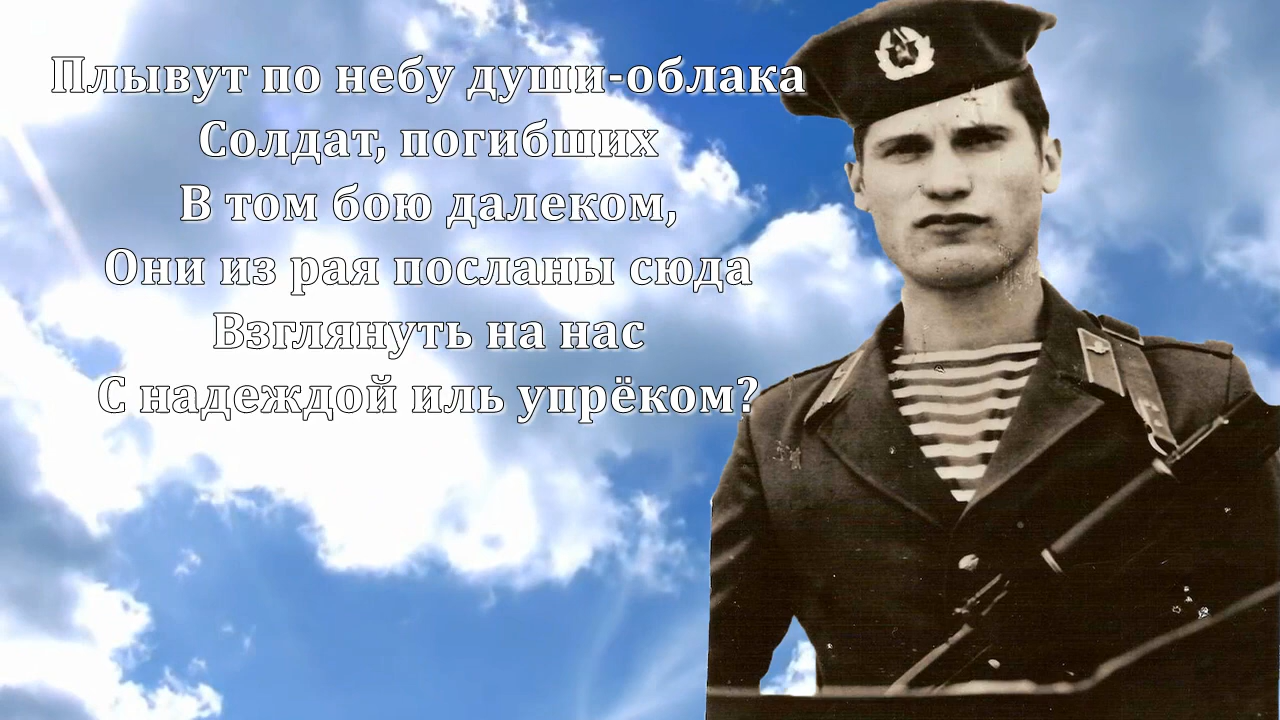 Плывут по небу души-облака
Солдат, погибших
В том бою далеком,
Они из рая посланы сюда
Взглянуть на нас
С надеждой иль упрёком?